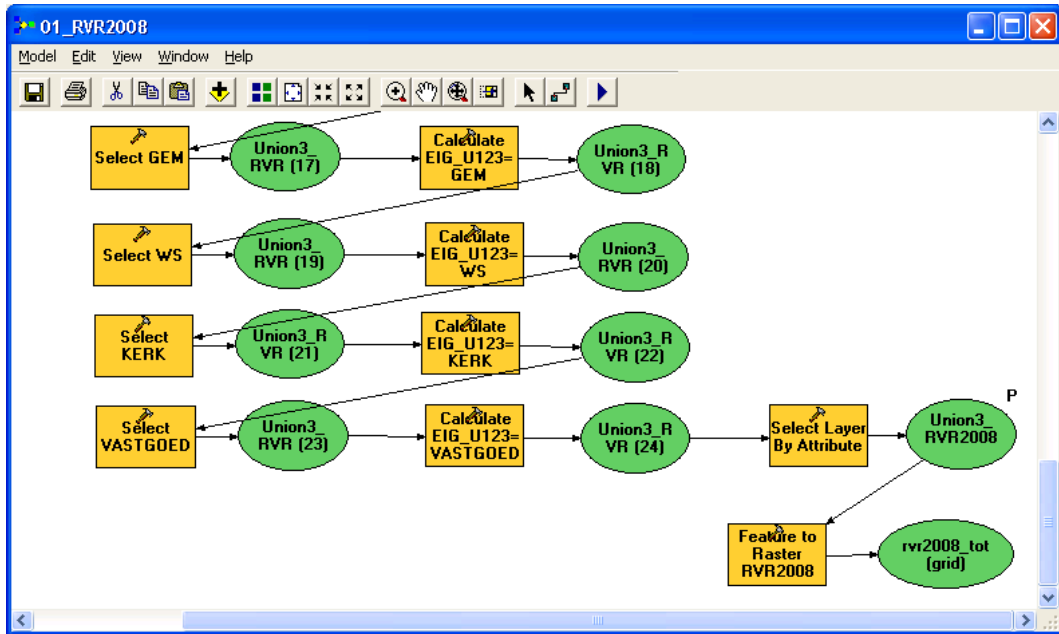 01_RVR2008
Model Edit View Window Help
Select GEM
Union3_
RVR (17)
Calculate
EIG_U123=
GEM
Union3_R
VR (18)
Select WS
Union3_
RVR (19)
Calculate
EIG_U123=
WS
Union3_
RVR (20)
Select
KERK
Union3_R
VR (21)
Calculate
EIG_U123=
KERK
Union3_R
VR (22)
Select
VASTGOED
Union3_
RVR (23)
Calculate
EIG_U123=
VASTGOED
Union3_R
VR (24)
Select Layer
By Attribute
P
Union3_
RVR2008
Feature to
Raster
RVR2008
rvr2008_tot
(grid)